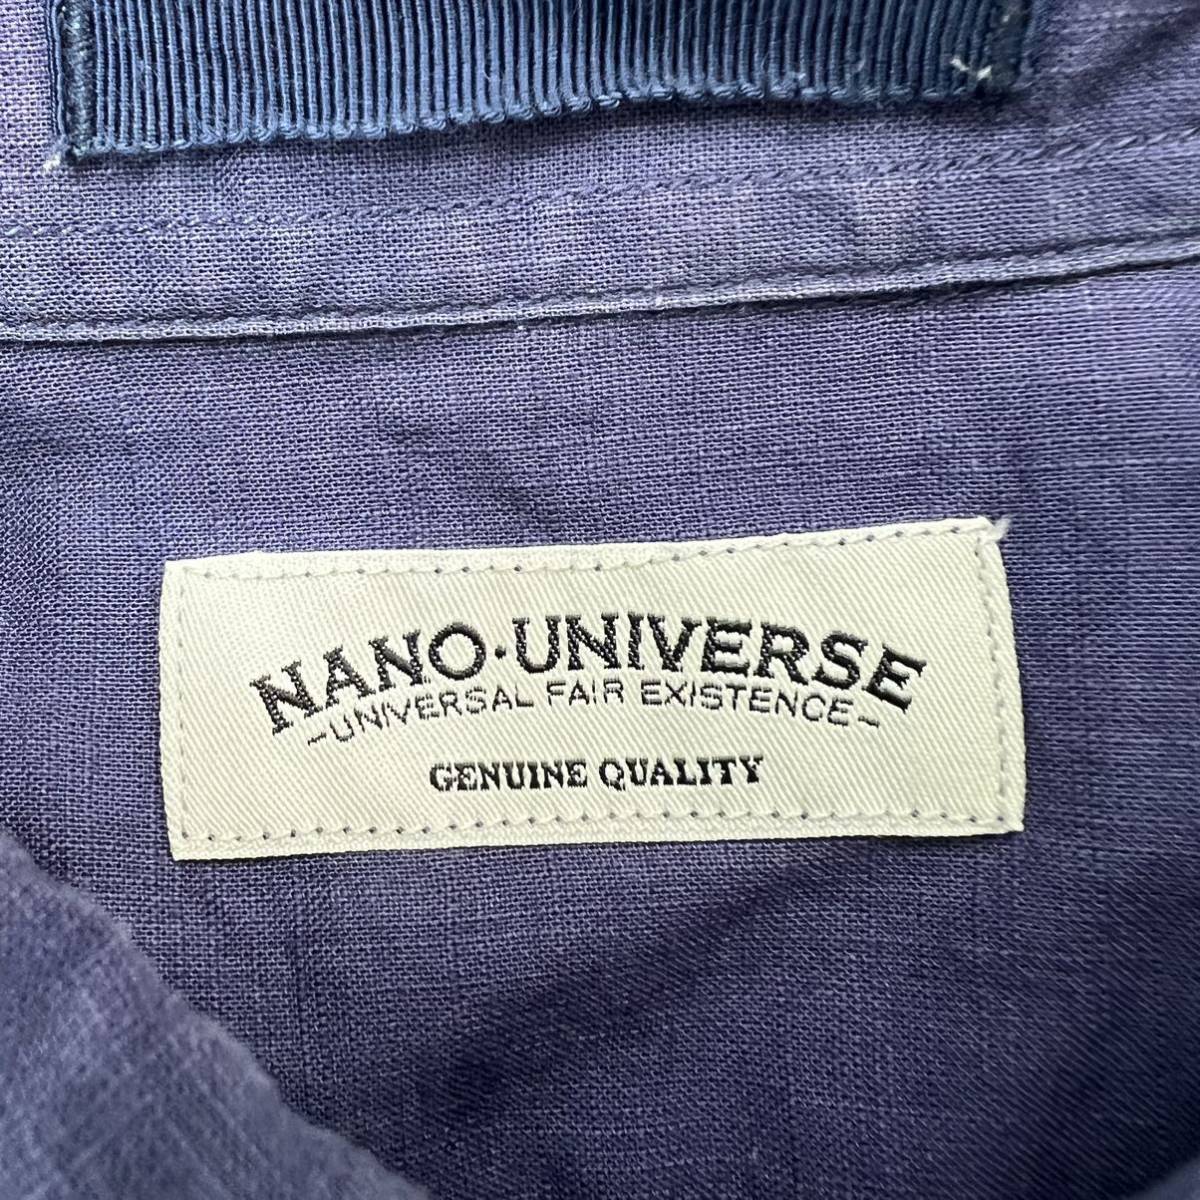 NANO·UNIVERSE
~UNIVERSAL FAIR EXISTENCE~
GENUINE QUALITY